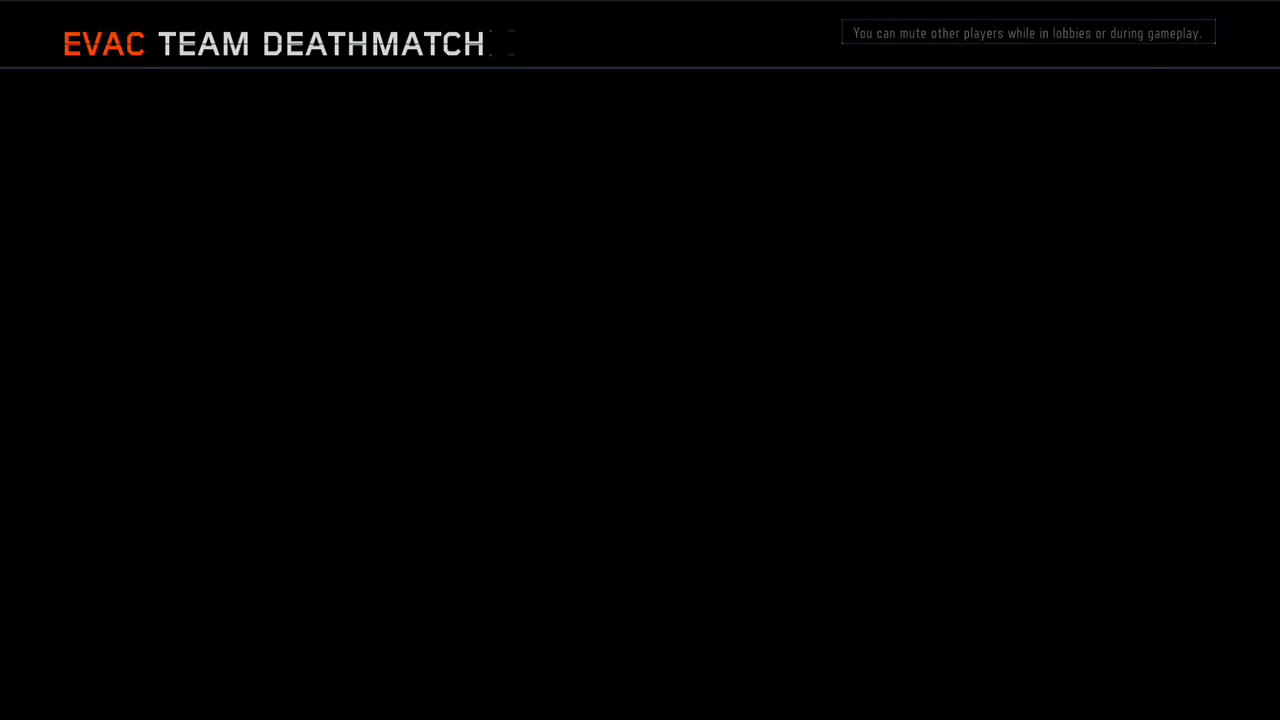 EVAC TEAM DEATHMATCH
You can mute other players while in lobbies or during gameplay.